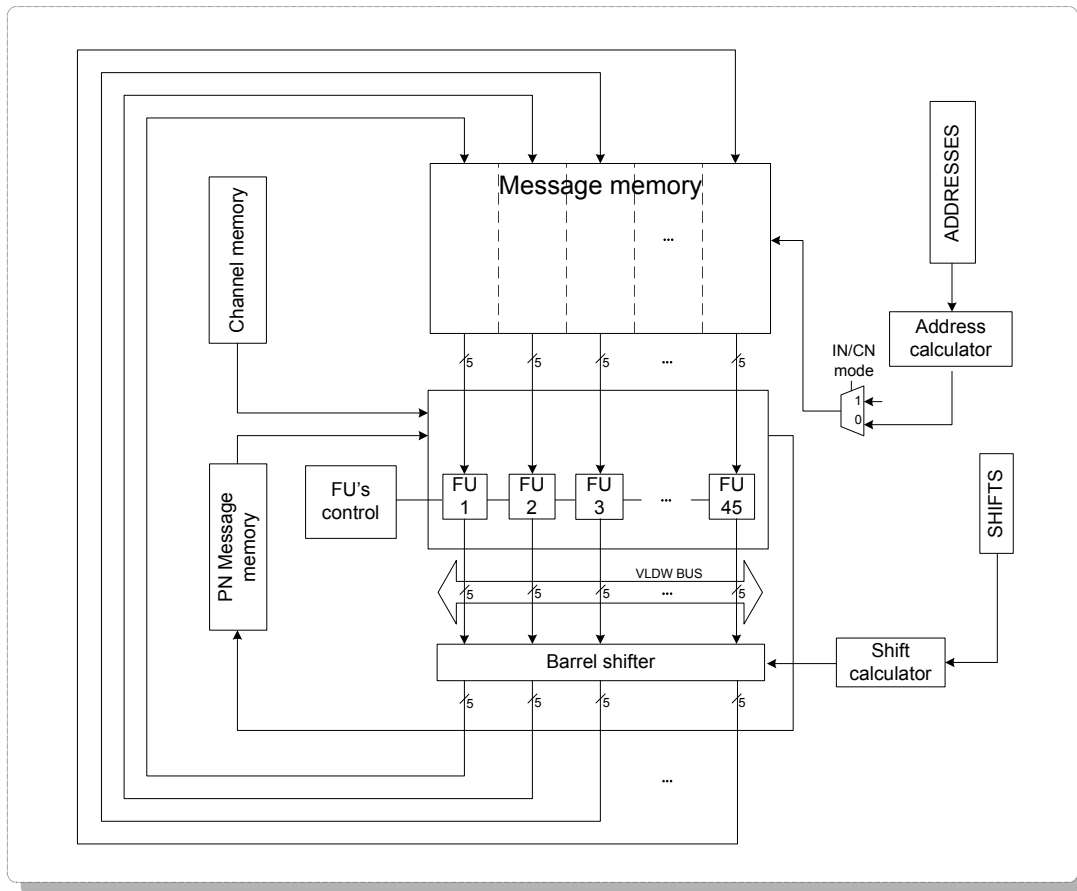 Message memory
...
Channel memory
ADDRESSES
Address
calculator
IN/CN
mode
1
0
5
5
5
...
5
PN Message
memory
FU's
control
FU
1
FU
2
FU
3
...
FU
45
SHIFTS
VLDW BUS
5
5
5
...
5
Barrel shifter
Shift
calculator
5
5
5
5
...